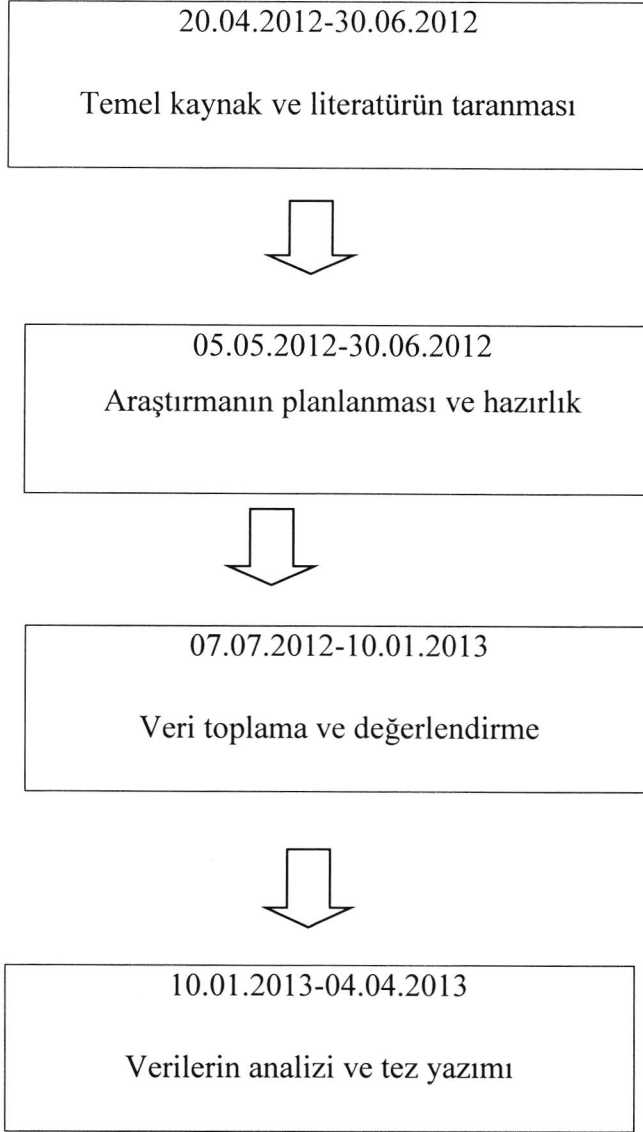 20.04.2012-30.06.2012
Temel kaynak ve literatürün taranması
05.05.2012-30.06.2012
Araştırmanın planlanması ve hazırlık
07.07.2012-10.01.2013
Veri toplama ve değerlendirme
10.01.2013-04.04.2013
Verilerin analizi ve tez yazımı